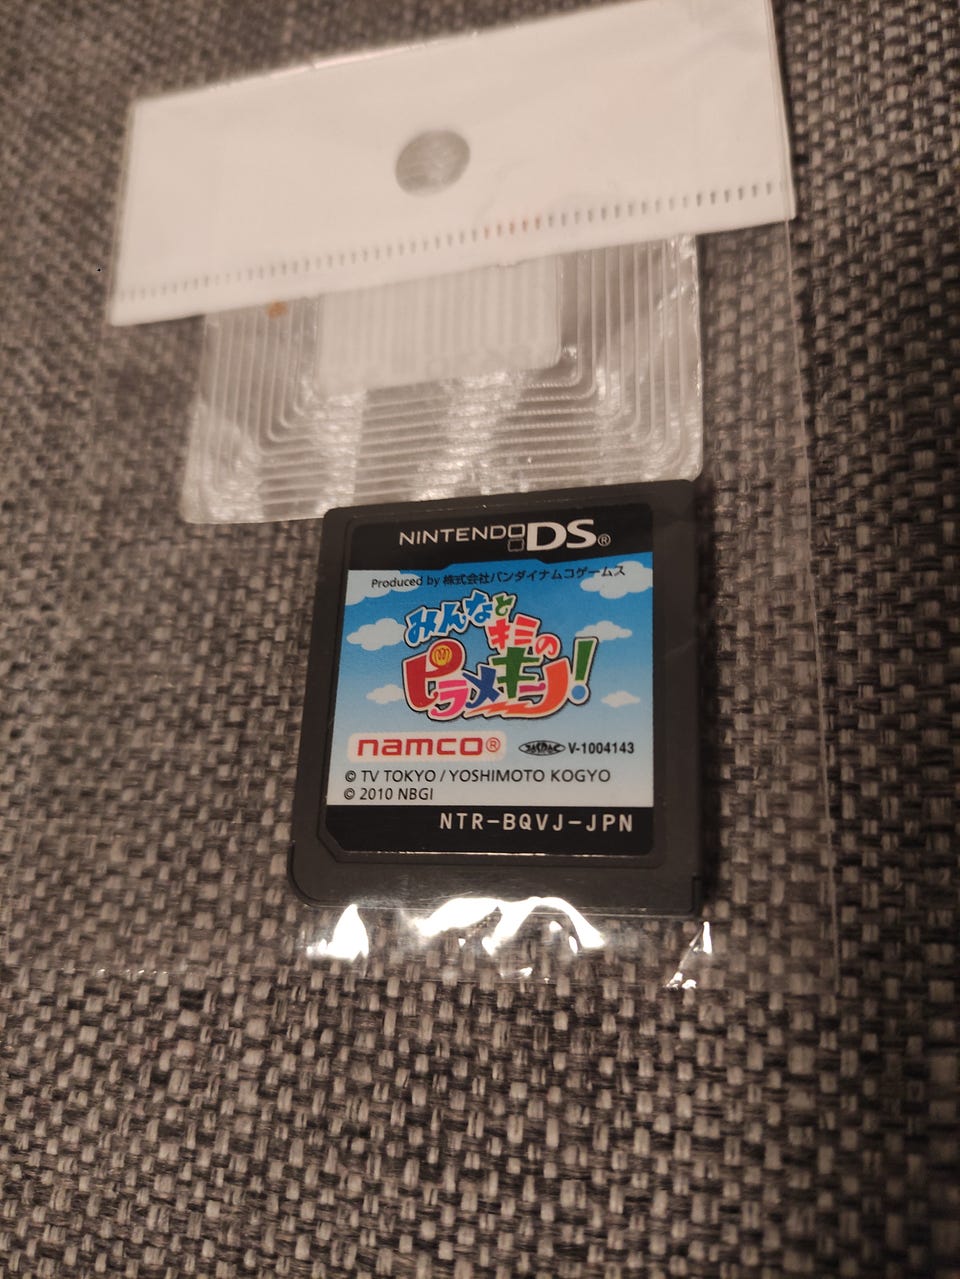 NINTENDO DS®
Produced by 株式会社バンダイナムコゲームス
みんなと
キミの
ピラメキーノ!
namco®
V-1004143
© TV TOKYO / YOSHIMOTO KOGYO
© 2010 NBGI
NTR-BQVJ-JPN